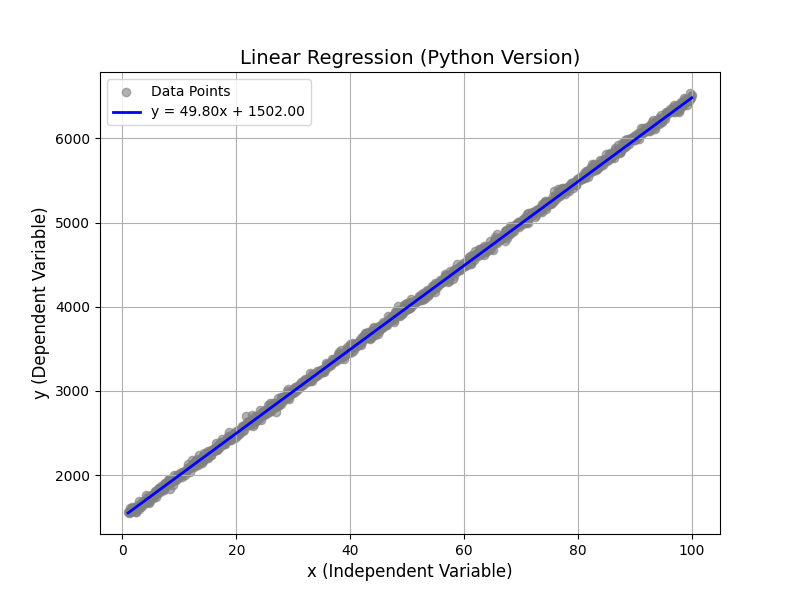 Linear Regression (Python Version)
Data Points
y = 49.80x + 1502.00
6000
5000
4000
3000
2000
y (Dependent Variable)
0 20 40 60 80 100
x (Independent Variable)